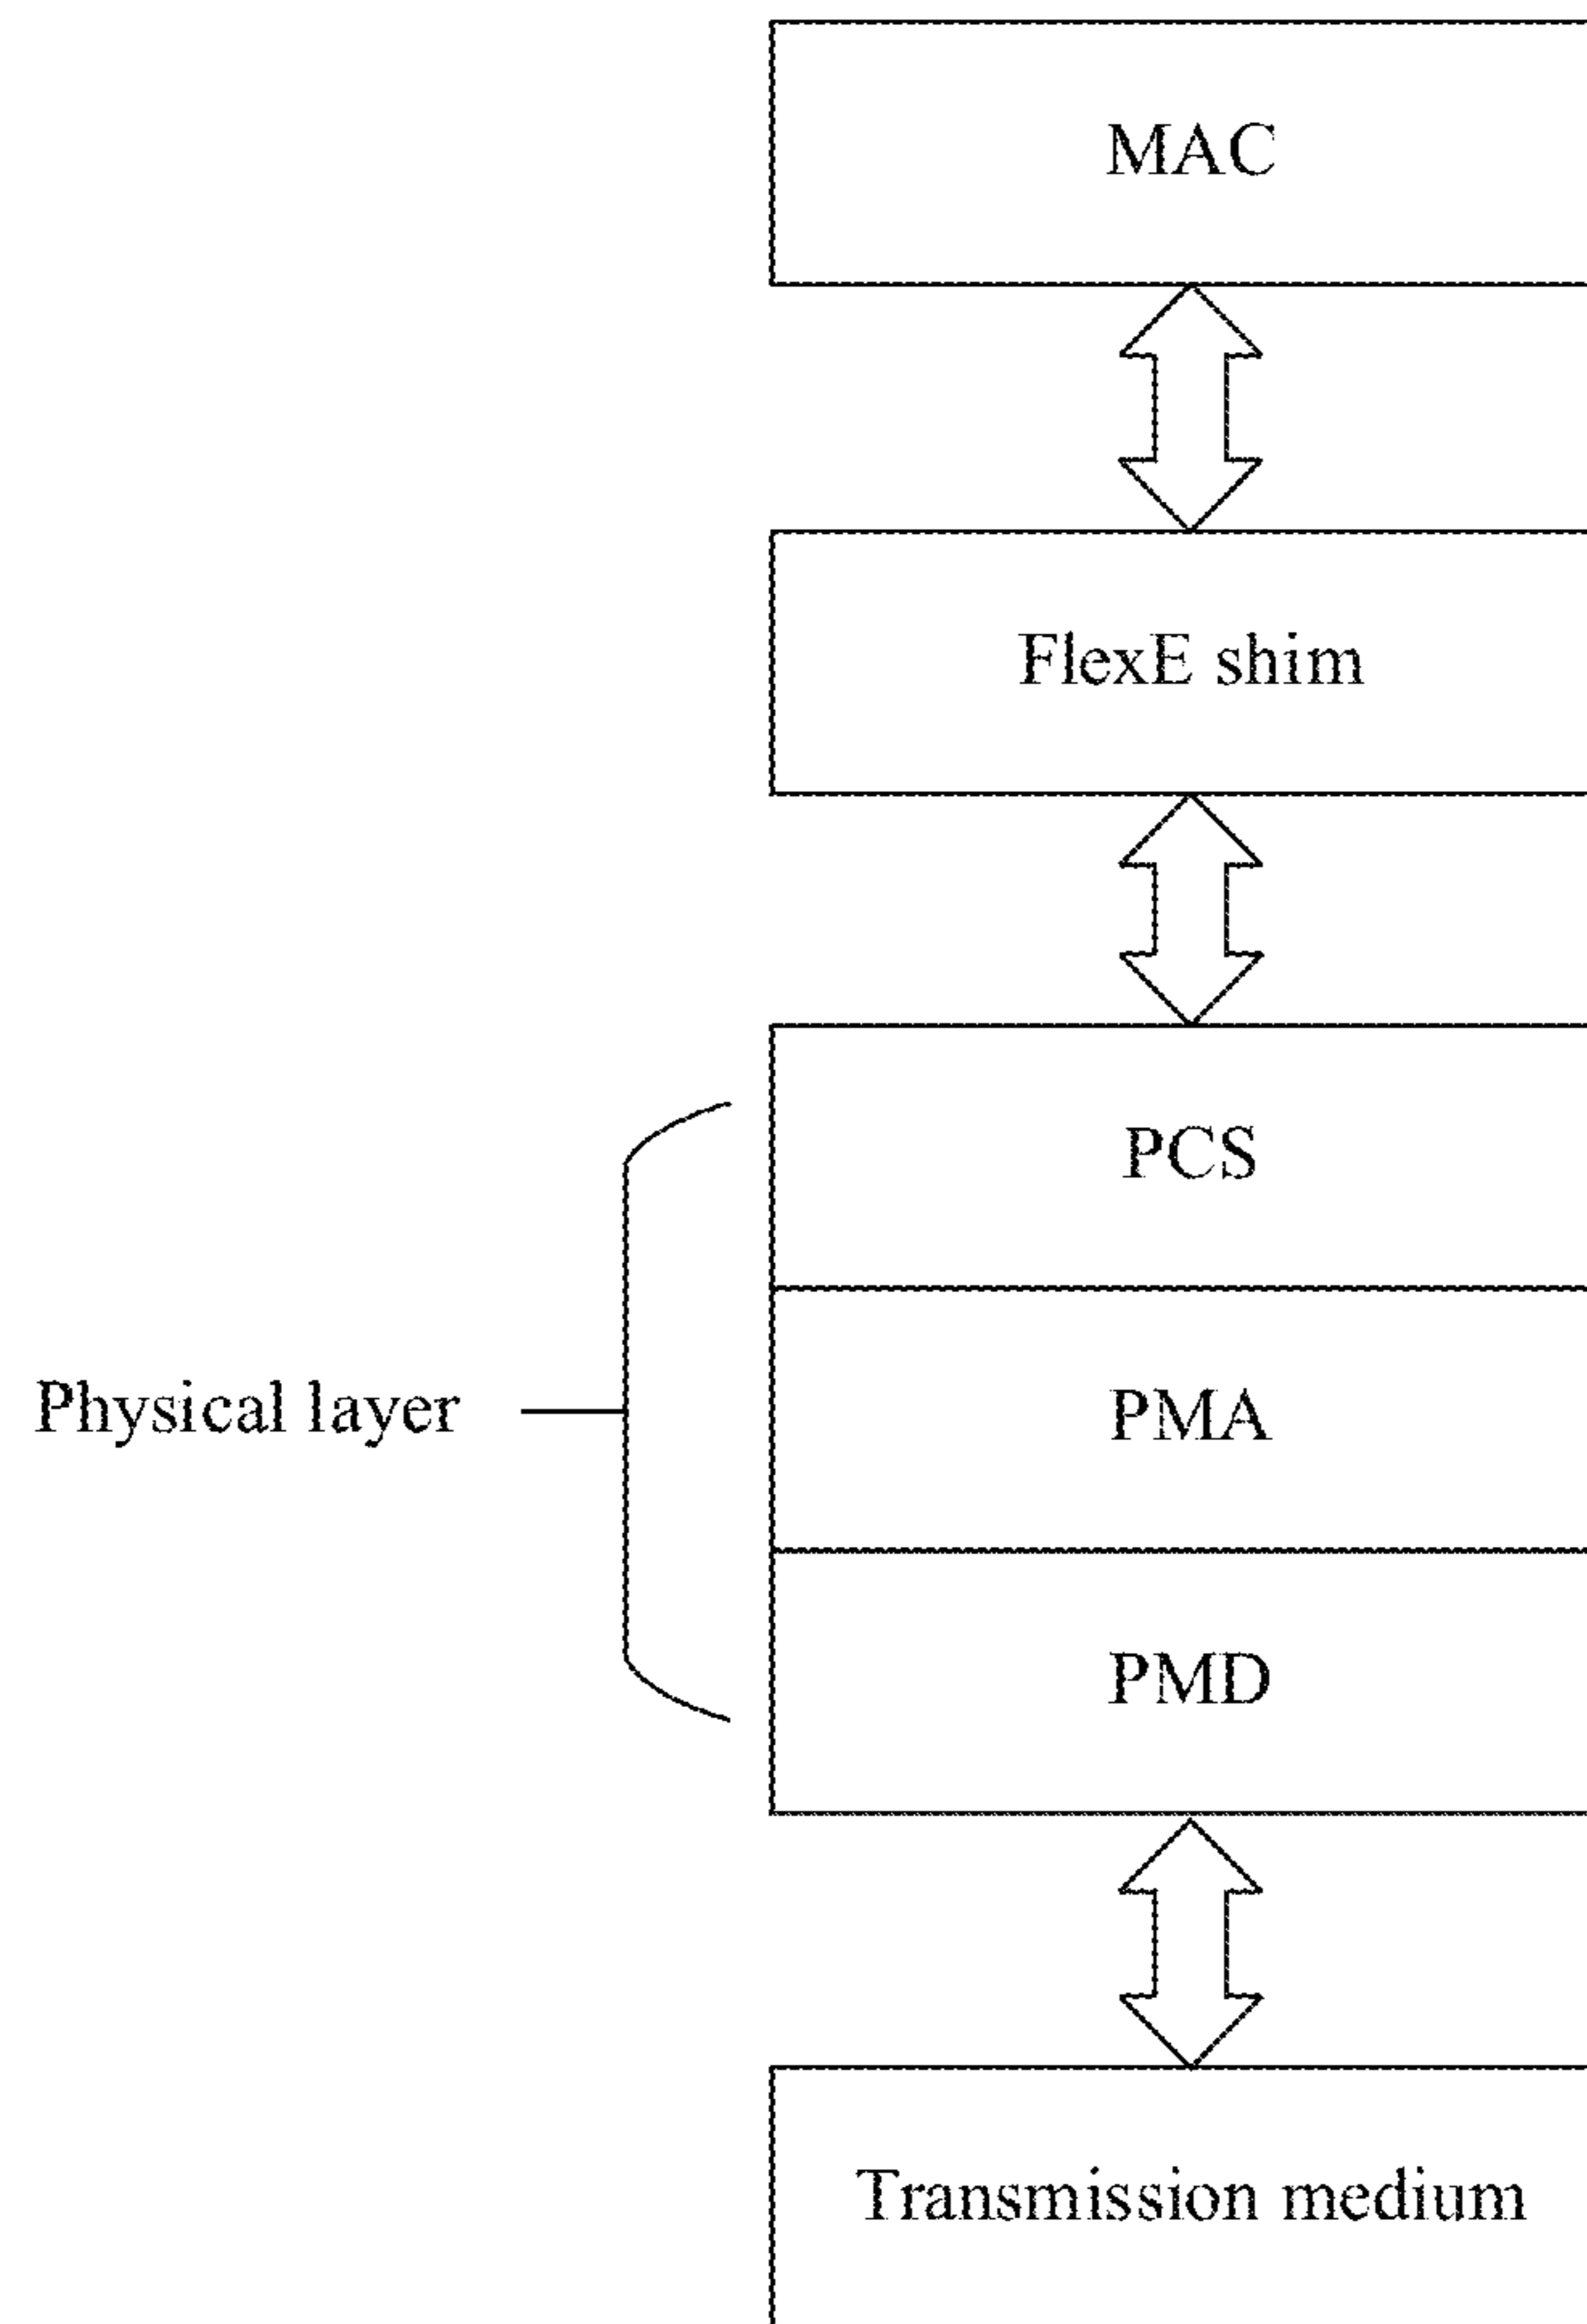 MAC
FlexE shim
PCS
Physical layer
PMA
PMD
Transmission medium